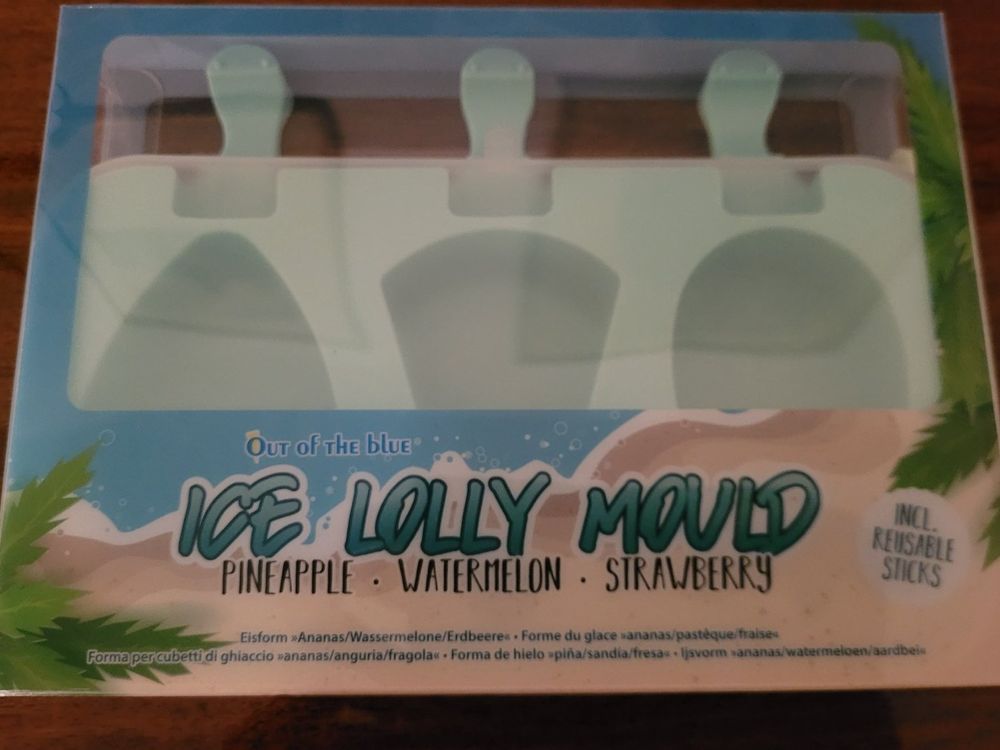 OUT OF THE BLUE®
ICE LOLLY MOULD
PINEAPPLE · WATERMELON · STRAWBERRY
INCL.
REUSABLE
STICKS
Eisform »Ananas/Wassermelone/Erdbeere« · Forme du glace »ananas/pastèque/fraise«
Forma per cubetti di ghiaccio »ananas/anguria/fragola« · Forma de hielo »piña/sandía/fresa« · Ijsvorm »ananas/watermeloen/aardbei«